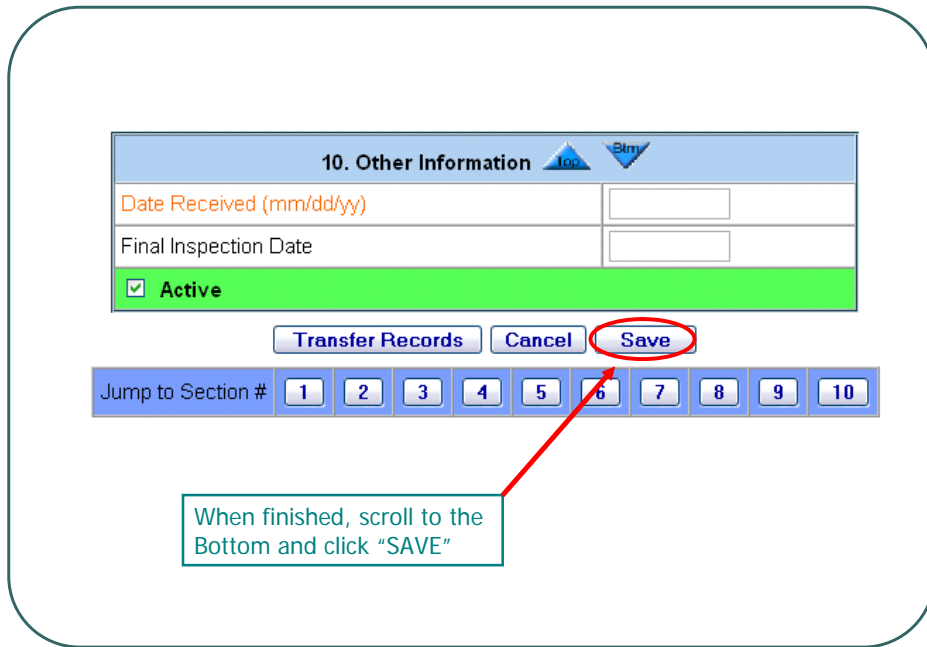 10. Other Information Top Btm
Date Received (mm/dd/yy)
Final Inspection Date
Active
Transfer Records Cancel Save
Jump to Section # 1 2 3 4 5 6 7 8 9 10
When finished, scroll to the
Bottom and click “SAVE”